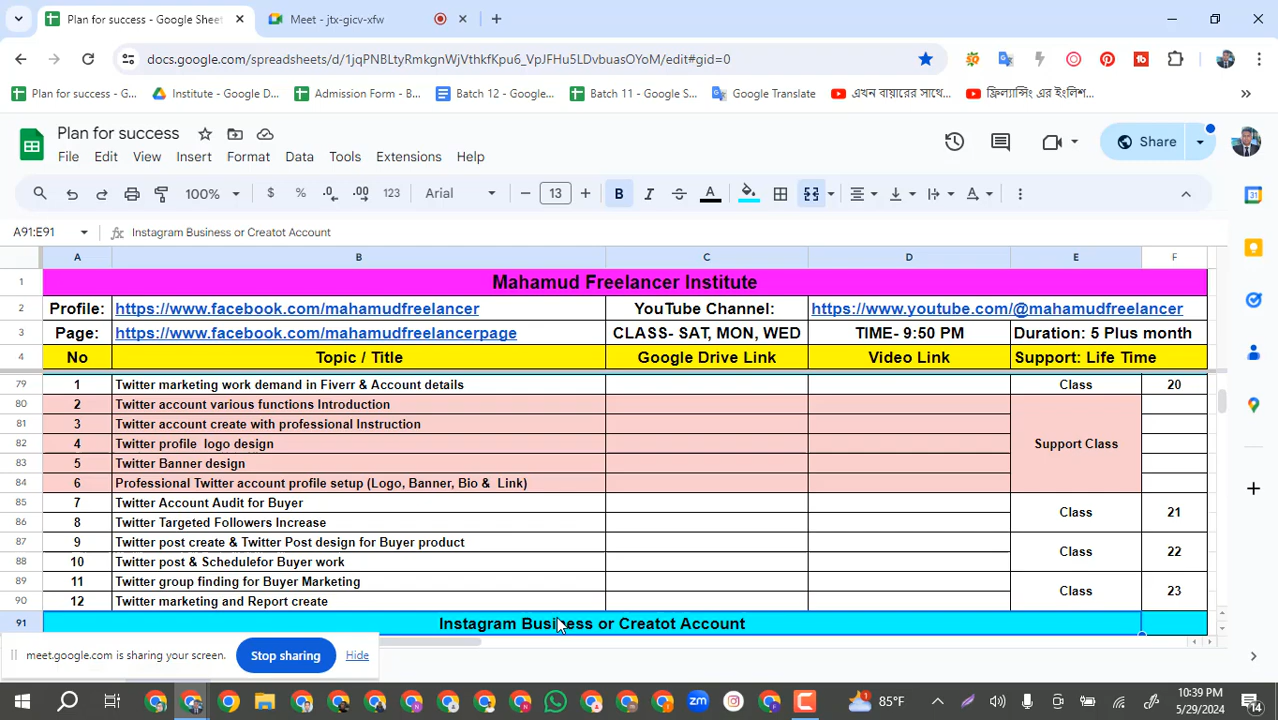 Plan for success - Google Sheet
Meet - jtx-gicv-xfw
docs.google.com/spreadsheets/d/1jqPNBLtyRmkgnWjVthkfKpu6_VpJFHu5LDvbuasOYoM/edit#gid=0
Plan for success - G...
Institute - Google D...
Admission Form - B...
Batch 12 - Google...
Batch 11 - Google S...
Google Translate
এখন বায়ারের সাথে...
ফ্রিল্যান্সিং এর ইংলিশ...
Plan for success
File Edit View Insert Format Data Tools Extensions Help
Share
100% $ % .0 .00 123 Arial 13 B I A
A91:E91 fx Instagram Business or Creatot Account
A B C D E F
1 Mahamud Freelancer Institute
2 Profile: https://www.facebook.com/mahamudfreelancer YouTube Channel: https://www.youtube.com/@mahamudfreelancer
3 Page: https://www.facebook.com/mahamudfreelancerpage CLASS- SAT, MON, WED TIME- 9:50 PM Duration: 5 Plus month
4 No Topic / Title Google Drive Link Video Link Support: Life Time
79 1 Twitter marketing work demand in Fiverr & Account details Class 20
80 2 Twitter account various functions Introduction
81 3 Twitter account create with professional Instruction
82 4 Twitter profile logo design Support Class
83 5 Twitter Banner design
84 6 Professional Twitter account profile setup (Logo, Banner, Bio & Link)
85 7 Twitter Account Audit for Buyer Class 21
86 8 Twitter Targeted Followers Increase
87 9 Twitter post create & Twitter Post design for Buyer product Class 22
88 10 Twitter post & Schedulefor Buyer work
89 11 Twitter group finding for Buyer Marketing Class 23
90 12 Twitter marketing and Report create
91 Instagram Business or Creatot Account
meet.google.com is sharing your screen. Stop sharing Hide
85°F
10:39 PM
5/29/2024
14